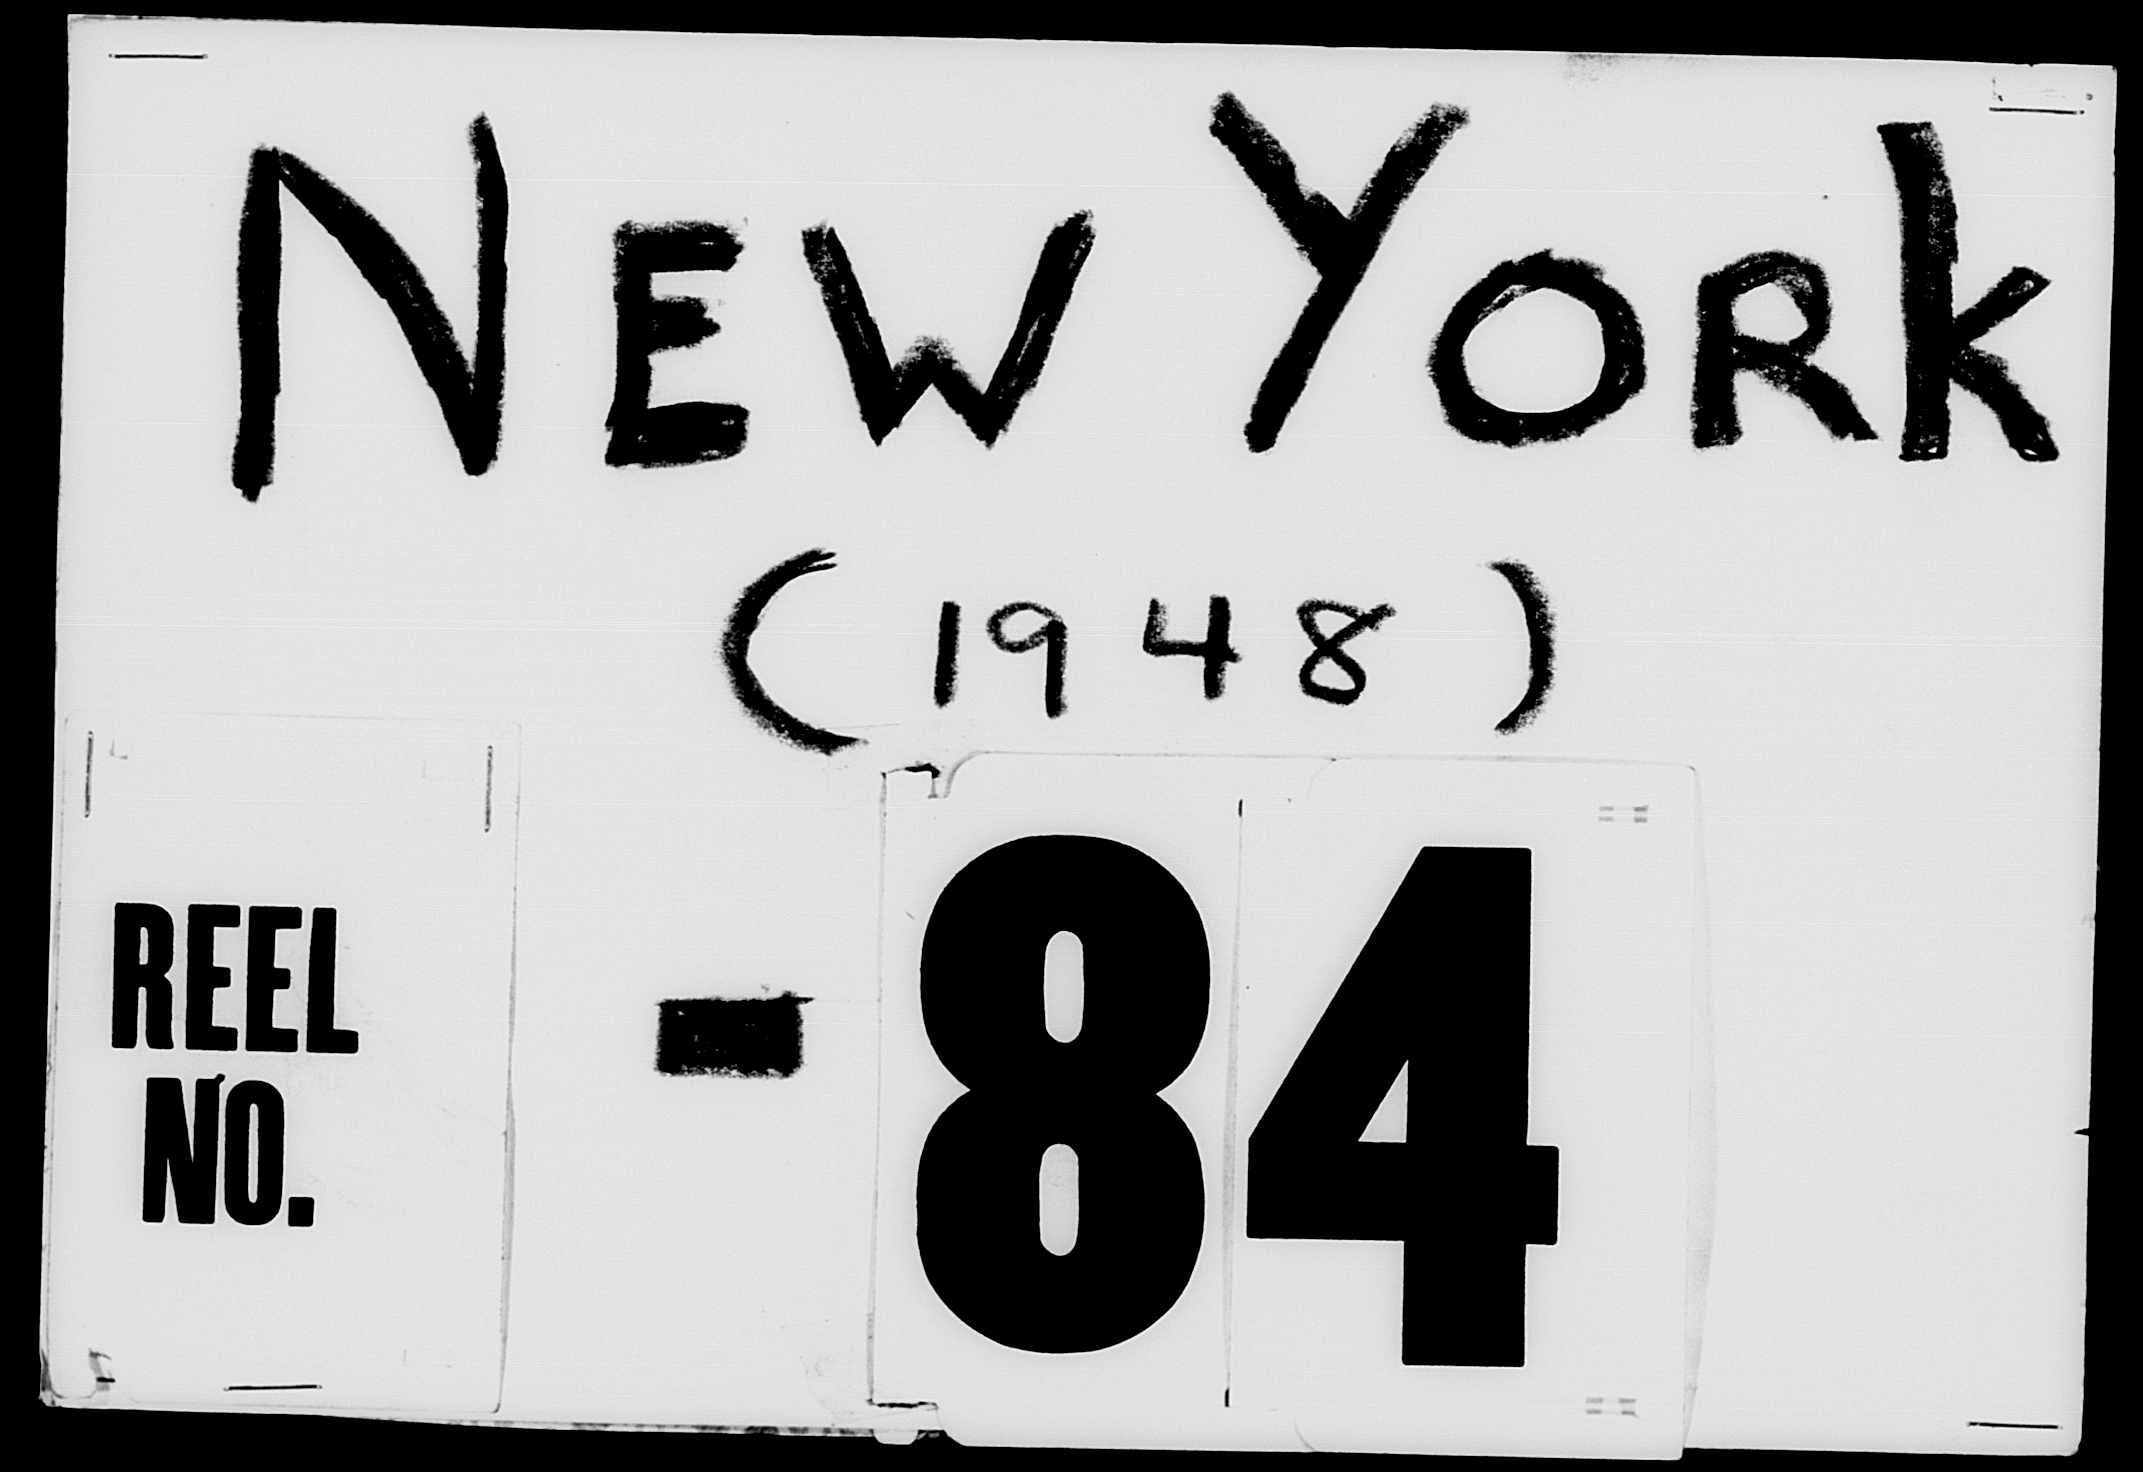 NEW YORK
(1948)
REEL
NO. - 84